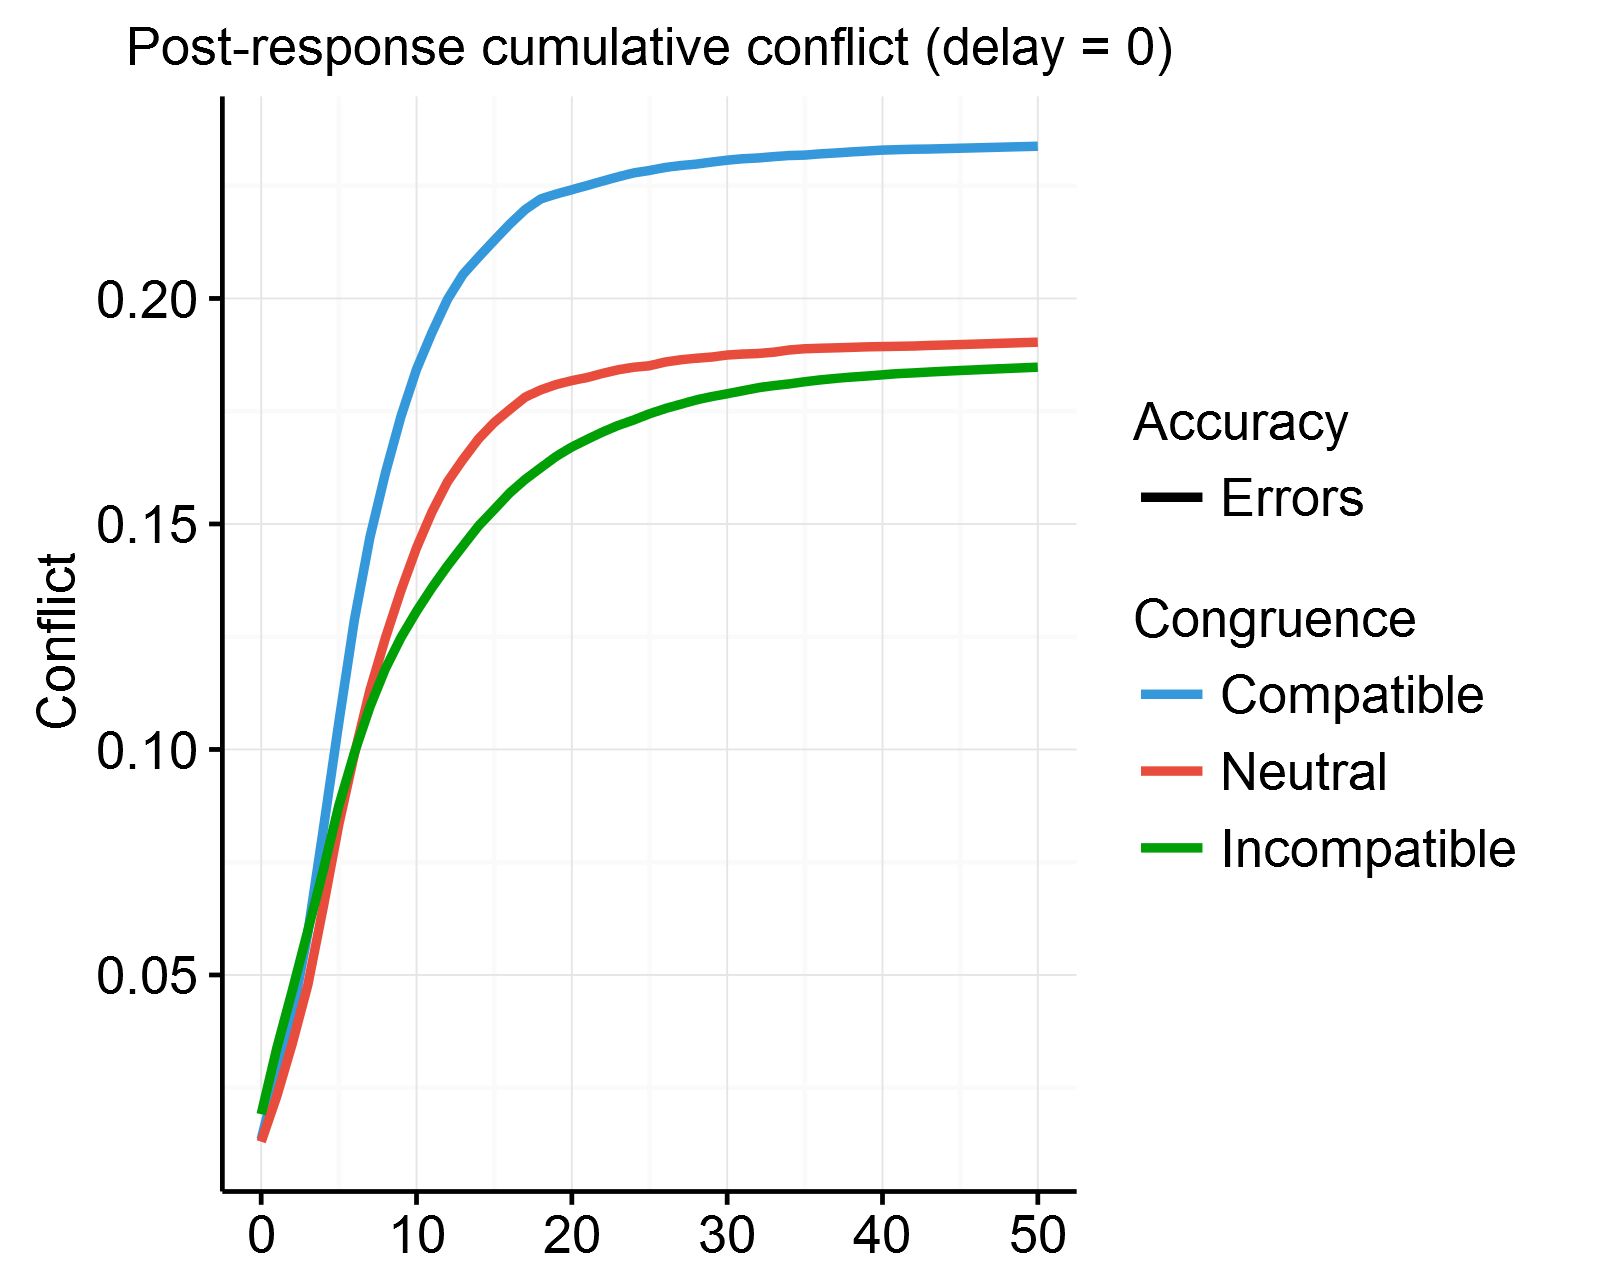 Post-response cumulative conflict (delay = 0)
Conflict
0.20
0.15
0.10
0.05
0 10 20 30 40 50
Accuracy
Errors
Congruence
Compatible
Neutral
Incompatible